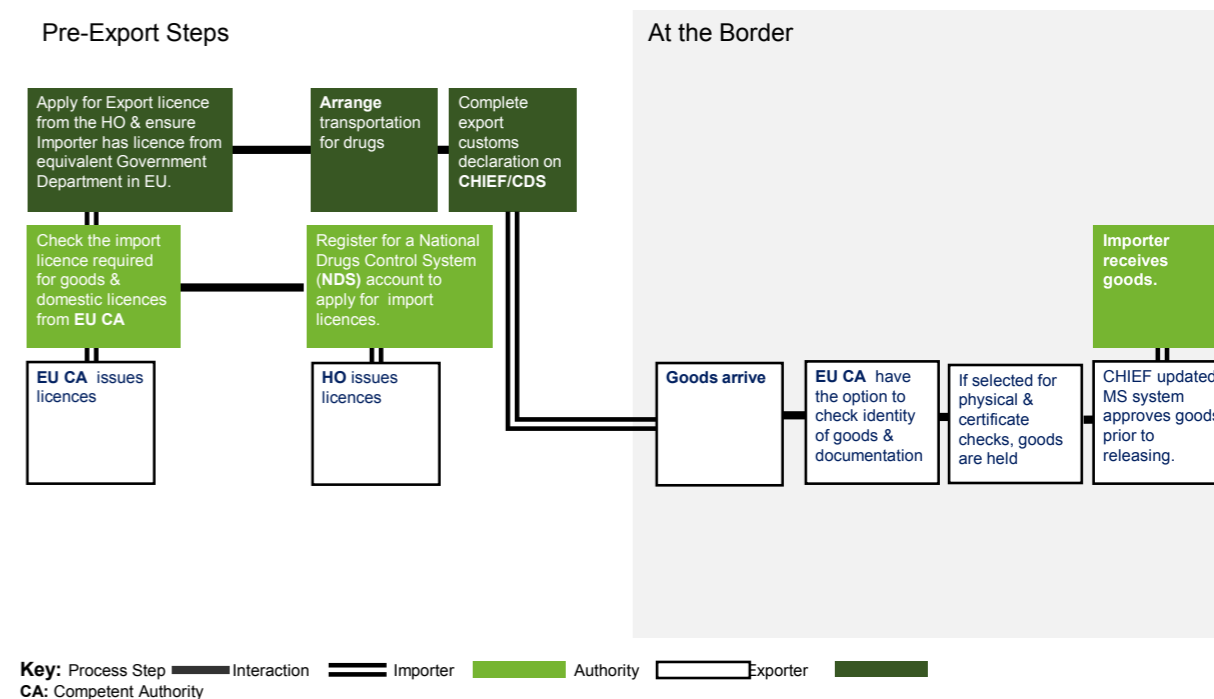 Pre-Export Steps
At the Border
Apply for Export licence
from the HO & ensure
Importer has licence from
equivalent Government
Department in EU.
Arrange
transportation
for drugs
Complete
export
customs
declaration on
CHIEF/CDS
Check the import
licence required
for goods &
domestic licences
from EU CA
Register for a National
Drugs Control System
(NDS) account to
apply for import
licences.
Importer
receives
goods.
EU CA issues
licences
HO issues
licences
Goods arrive
EU CA have
the option to
check identity
of goods &
documentation
If selected for
physical &
certificate
checks, goods
are held
CHIEF updated
MS system
approves goods
prior to
releasing.
Key: Process Step Interaction Importer Authority Exporter
CA: Competent Authority